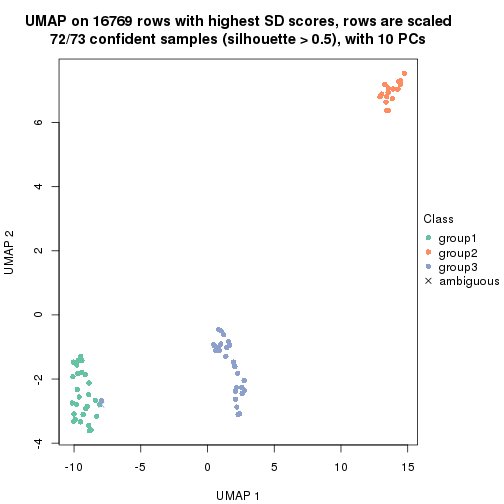 UMAP on 16769 rows with highest SD scores, rows are scaled
72/73 confident samples (silhouette > 0.5), with 10 PCs
UMAP 2
6
4
2
0
-2
-4
-10
-5
0
5
10
15
UMAP 1
Class
group1
group2
group3
ambiguous